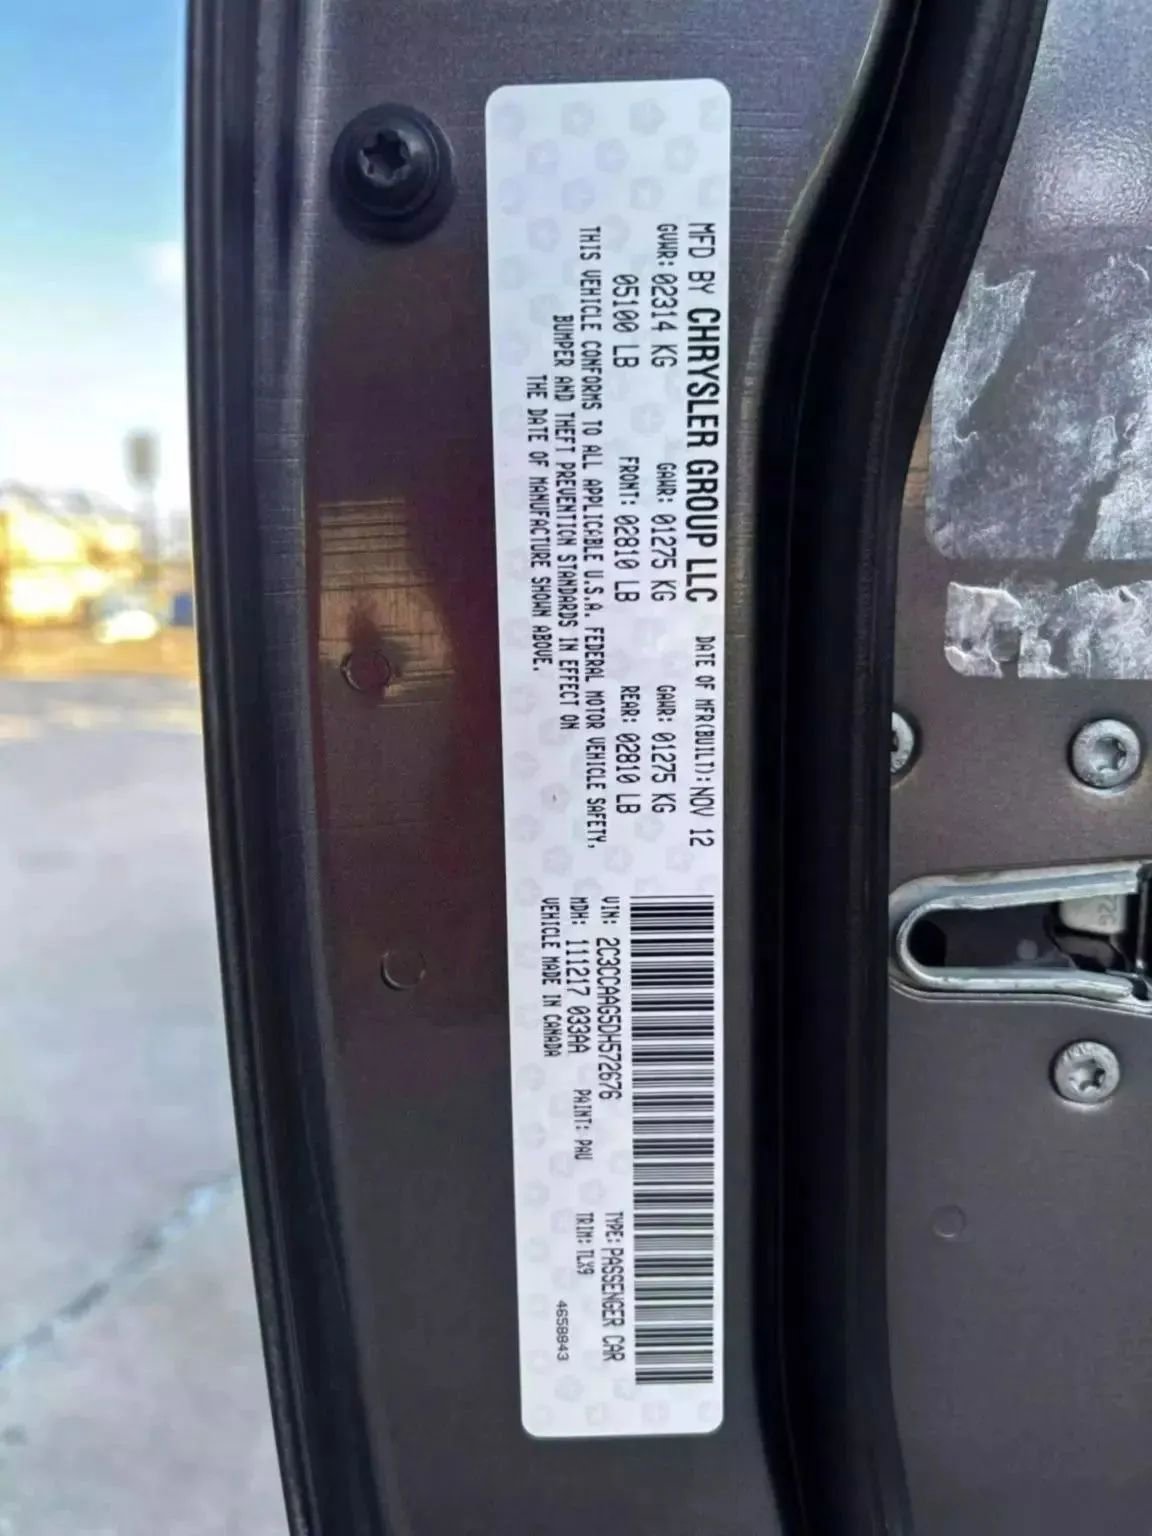 MFD BY CHRYSLER GROUP LLC DATE OF MFR(BUILT): NOV 12
GVWR: 02314 KG GAWR: 01275 KG GAWR: 01275 KG
05100 LB FRONT: 02810 LB REAR: 02810 LB
THIS VEHICLE CONFORMS TO ALL APPLICABLE U.S.A. FEDERAL MOTOR VEHICLE SAFETY,
BUMPER AND THEFT PREVENTION STANDARDS IN EFFECT ON
THE DATE OF MANUFACTURE SHOWN ABOVE.
VIN: 2C3CCAAG5DH572676 TYPE: PASSENGER CAR
MDH: 111217 033AA PAINT: PAU TRIM: TLX9
VEHICLE MADE IN CANADA 4658843